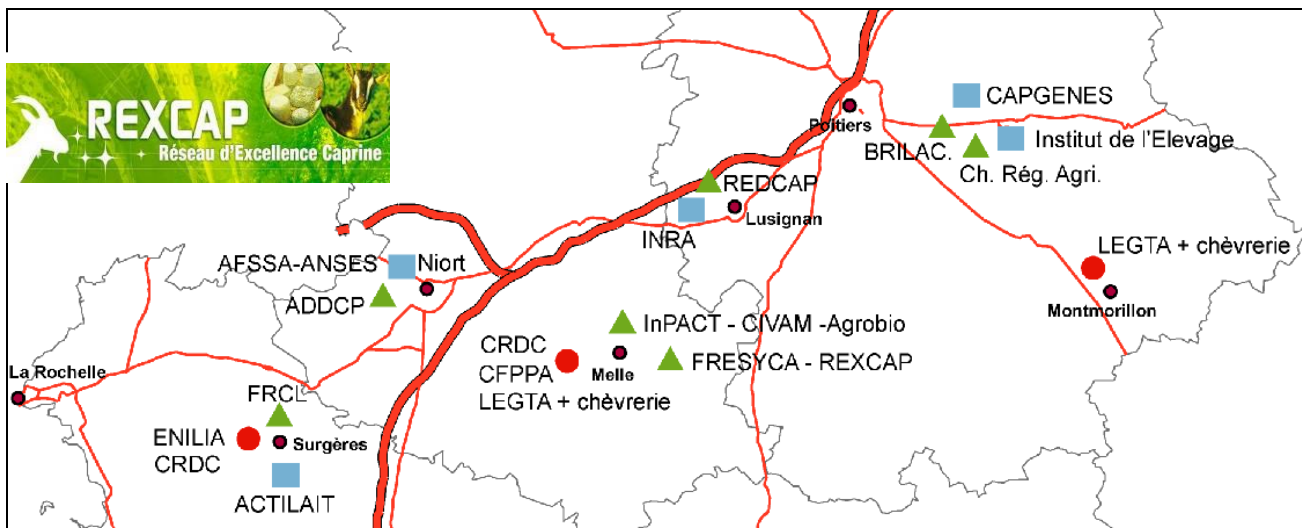 REXCAP
Réseau d'Excellence Caprine
CAPGENES
Poitiers
Institut de l'Elevage
BRILAC.
Ch. Rég. Agri.
REDCAP
Lusignan
INRA
LEGTA + chèvrerie
Montmorillon
AFSSA-ANSES
Niort
ADDCP
InPACT - CIVAM -Agrobio
CRDC
CFPPA
LEGTA + chèvrerie
Melle
FRESYCA - REXCAP
La Rochelle
FRCL
ENILIA
CRDC
Surgères
ACTILAIT